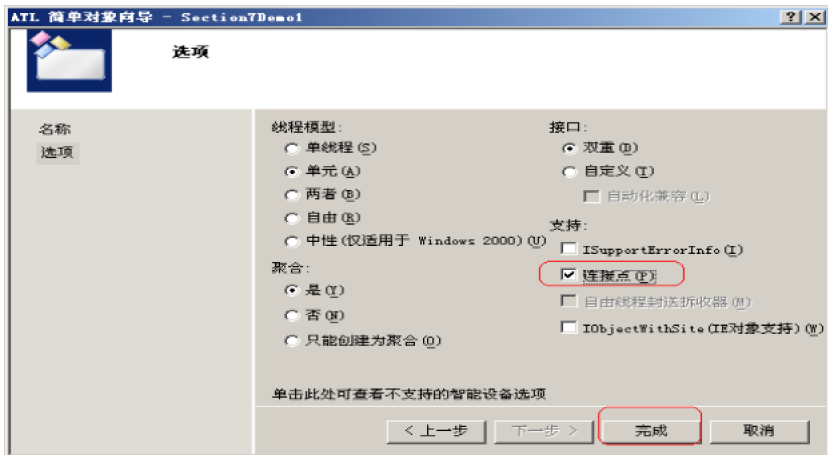 ATL 简单对象向导 - Section7Demo1
选项
名称
选项
线程模型:
单线程(S)
单元(A)
两者(B)
自由(R)
中性(仅适用于 Windows 2000)(U)
聚合:
是(Y)
否(N)
只能创建为聚合(O)
接口:
双重(D)
自定义(T)
自动化兼容(L)
支持:
ISupportErrorInfo(I)
连接点(P)
自由线程封送拆收器(M)
IObjectWithSite(IE对象支持)(W)
单击此处可查看不支持的智能设备选项
< 上一步
下一步 >
完成
取消